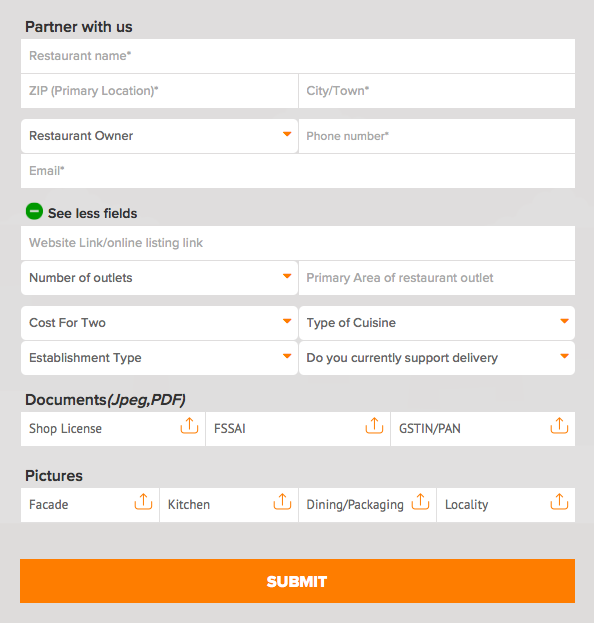 Partner with us
Restaurant name*
ZIP (Primary Location)* City/Town*
Restaurant Owner Phone number*
Email*
See less fields
Website Link/online listing link
Number of outlets Primary Area of restaurant outlet
Cost For Two Type of Cuisine
Establishment Type Do you currently support delivery
Documents(Jpeg,PDF)
Shop License FSSAI GSTIN/PAN
Pictures
Facade Kitchen Dining/Packaging Locality
SUBMIT